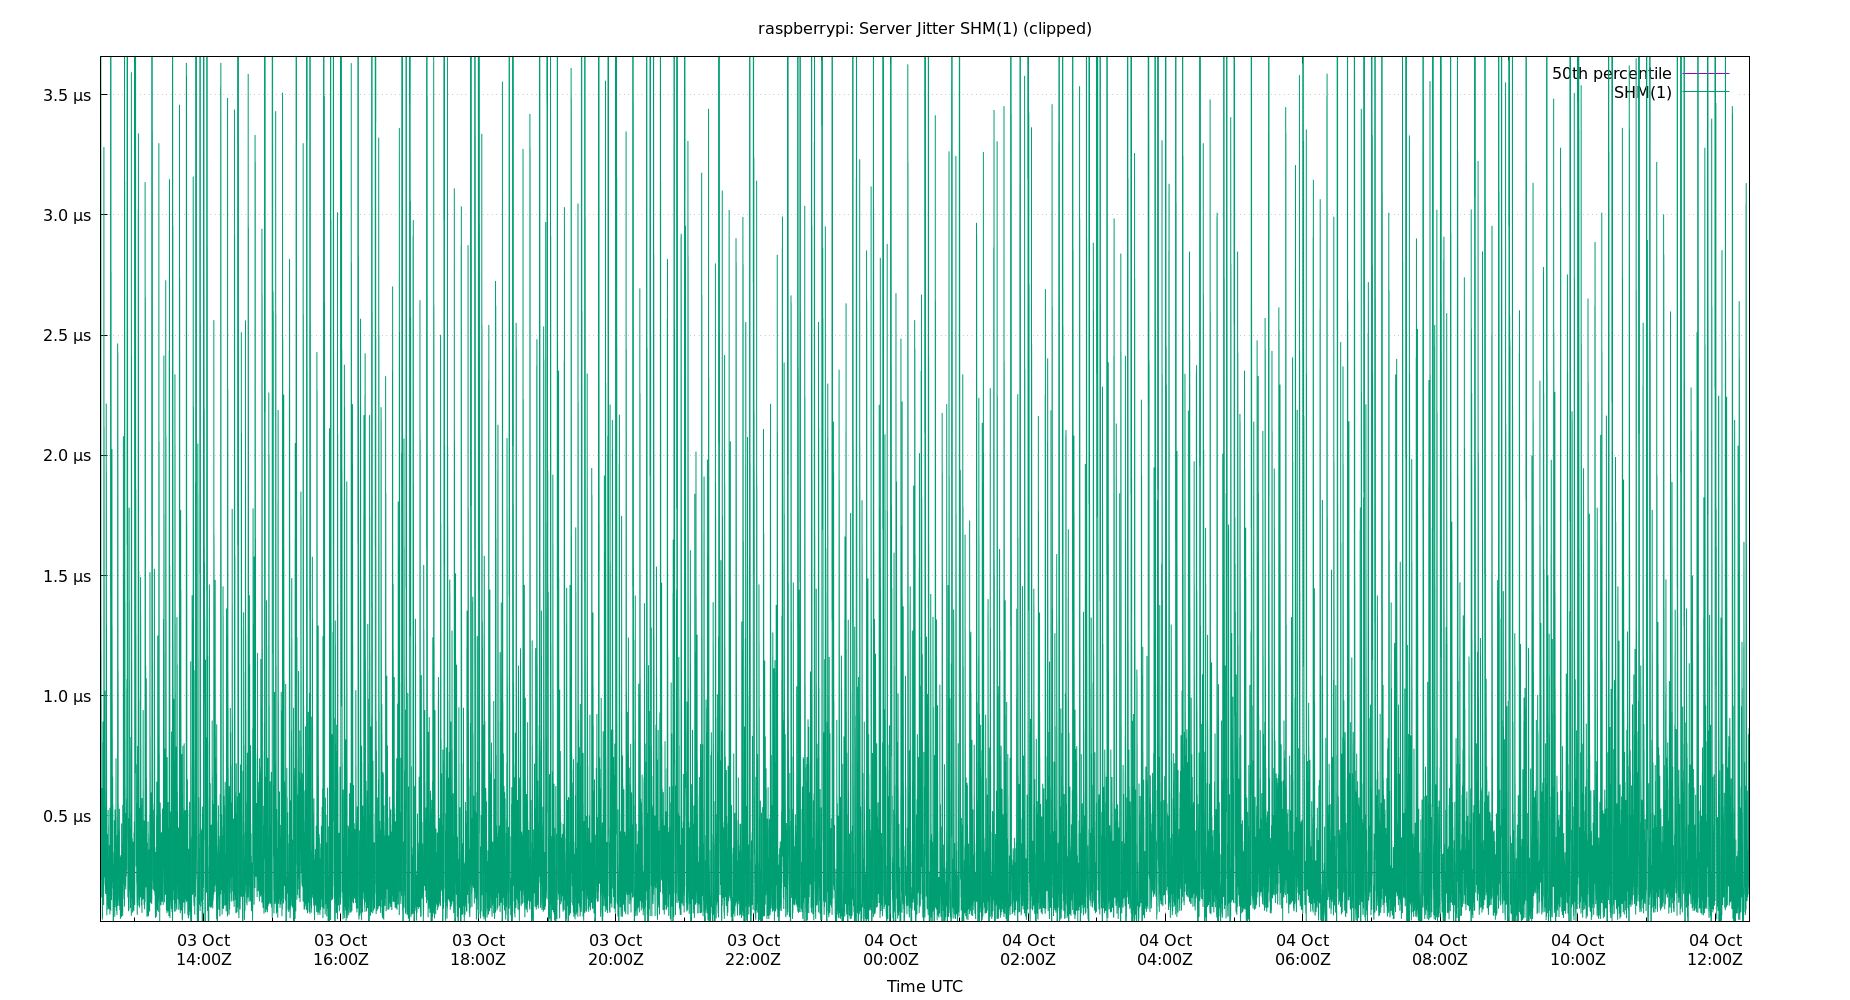 raspberrypi: Server Jitter SHM(1) (clipped)
50th percentile
SHM(1)
3.5 µs
3.0 µs
2.5 µs
2.0 µs
1.5 µs
1.0 µs
0.5 µs
03 Oct 03 Oct 03 Oct 03 Oct 03 Oct 04 Oct 04 Oct 04 Oct 04 Oct 04 Oct 04 Oct 04 Oct
14:00Z 16:00Z 18:00Z 20:00Z 22:00Z 00:00Z 02:00Z 04:00Z 06:00Z 08:00Z 10:00Z 12:00Z
Time UTC